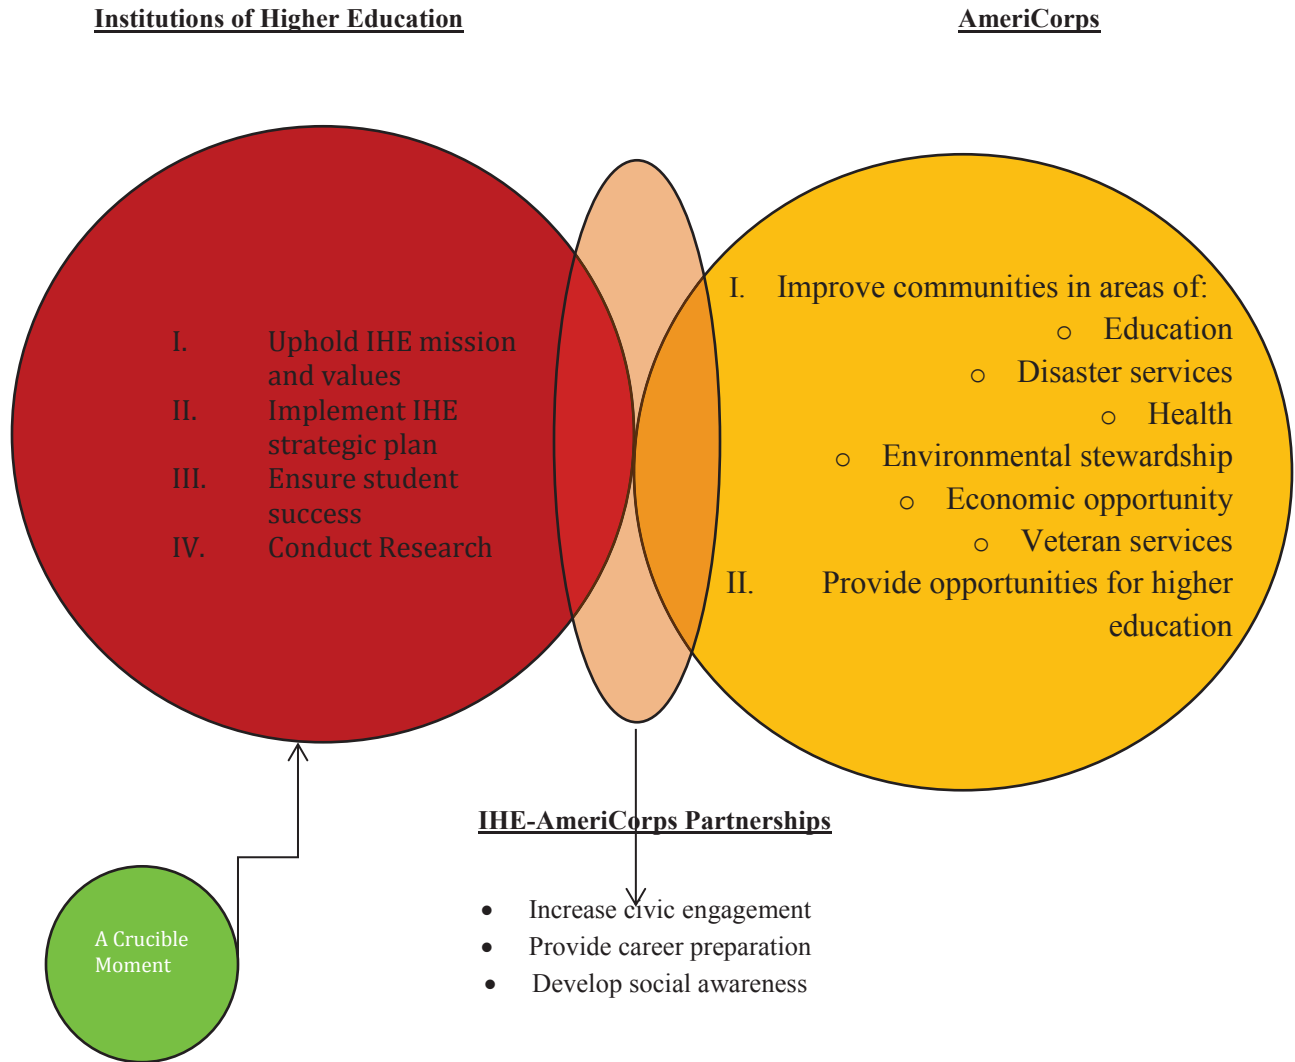 Institutions of Higher Education
AmeriCorps
I. Uphold IHE mission
and values
II. Implement IHE
strategic plan
III. Ensure student
success
IV. Conduct Research
I. Improve communities in areas of:
o Education
o Disaster services
o Health
o Environmental stewardship
o Economic opportunity
o Veteran services
II. Provide opportunities for higher
education
IHE-AmeriCorps Partnerships
• Increase civic engagement
• Provide career preparation
• Develop social awareness
A Crucible
Moment